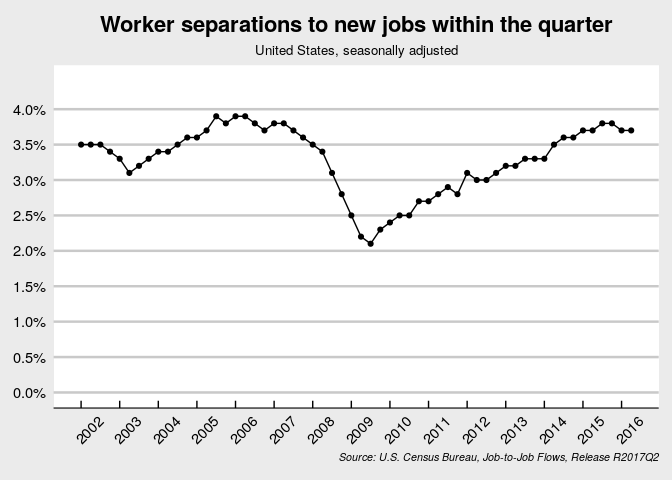 Worker separations to new jobs within the quarter
United States, seasonally adjusted
4.0%
3.5%
3.0%
2.5%
2.0%
1.5%
1.0%
0.5%
0.0%
2002 2003 2004 2005 2006 2007 2008 2009 2010 2011 2012 2013 2014 2015 2016
Source: U.S. Census Bureau, Job-to-Job Flows, Release R2017Q2